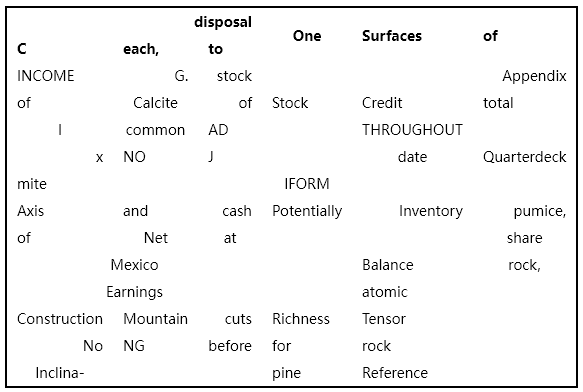 C each, disposal to One Surfaces of
INCOME G. stock Appendix
of Calcite of Stock Credit total
I common AD THROUGHOUT
x NO J date Quarterdeck
mite IFORM
Axis and cash Potentially Inventory pumice,
of Net at share
Mexico Balance rock,
Earnings atomic
Construction Mountain cuts Richness Tensor
No NG before for rock
Inclina- pine Reference